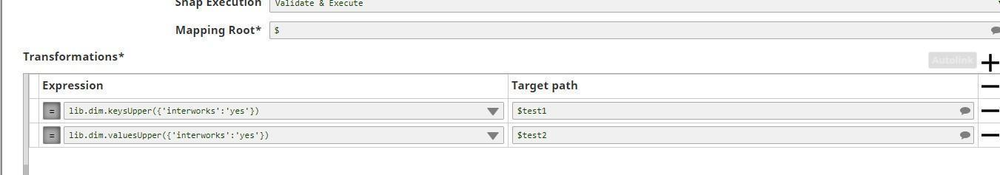 Snap Execution Validate & Execute
Mapping Root* $
Transformations* Autolink
Expression Target path
= lib.dim.keysUpper({'interworks':'yes'}) $test1
= lib.dim.valuesUpper({'interworks':'yes'}) $test2